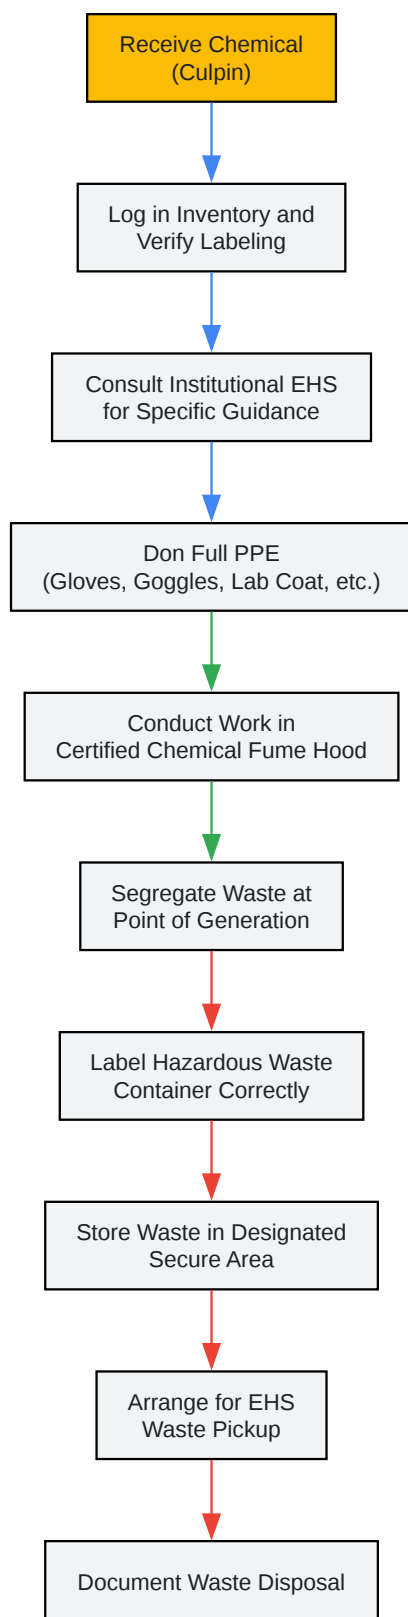 Receive Chemical
(Culpin)
Log in Inventory and
Verify Labeling
Consult Institutional EHS
for Specific Guidance
Don Full PPE
(Gloves, Goggles, Lab Coat, etc.)
Conduct Work in
Certified Chemical Fume Hood
Segregate Waste at
Point of Generation
Label Hazardous Waste
Container Correctly
Store Waste in Designated
Secure Area
Arrange for EHS
Waste Pickup
Document Waste Disposal